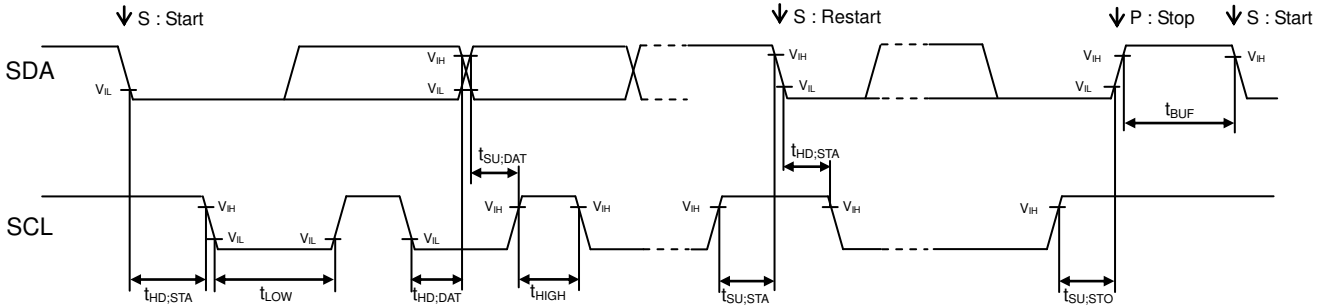 S : Start
S : Restart
P : Stop
S : Start
SDA
VIL
VIH
VIL
VIH
VIL
VIL
VIH
VIH
tBUF
tSU;DAT
tHD;STA
SCL
VIH
VIL
VIL
VIL
VIH
VIH
VIH
VIH
VIH
tHD;STA
tLOW
tHD;DAT
tHIGH
tSU;STA
tSU;STO